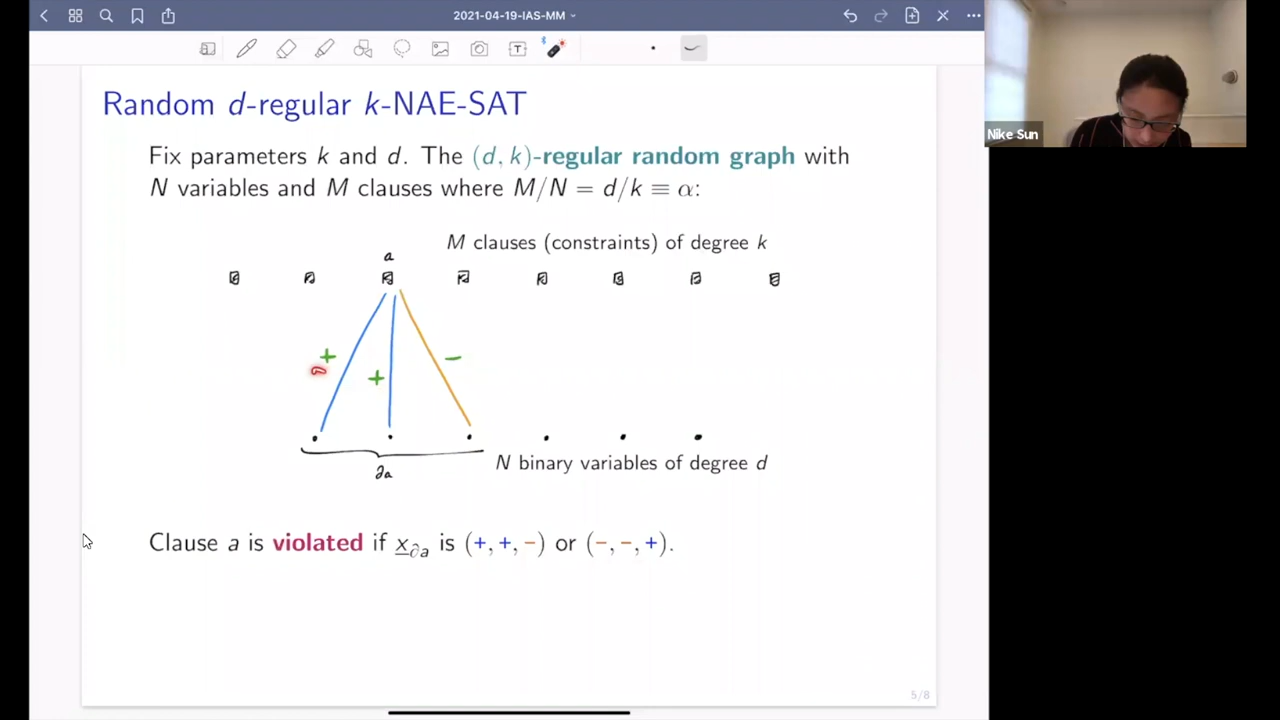 2021-04-19-IAS-MM
T
Random d-regular k-NAE-SAT
Fix parameters k and d. The (d, k)-regular random graph with
N variables and M clauses where M/N = d/k ≡ α:
M clauses (constraints) of degree k
a
+ + −
∂a
N binary variables of degree d
Clause a is violated if x_∂a is (+, +, −) or (−, −, +).
5/8
Nike Sun